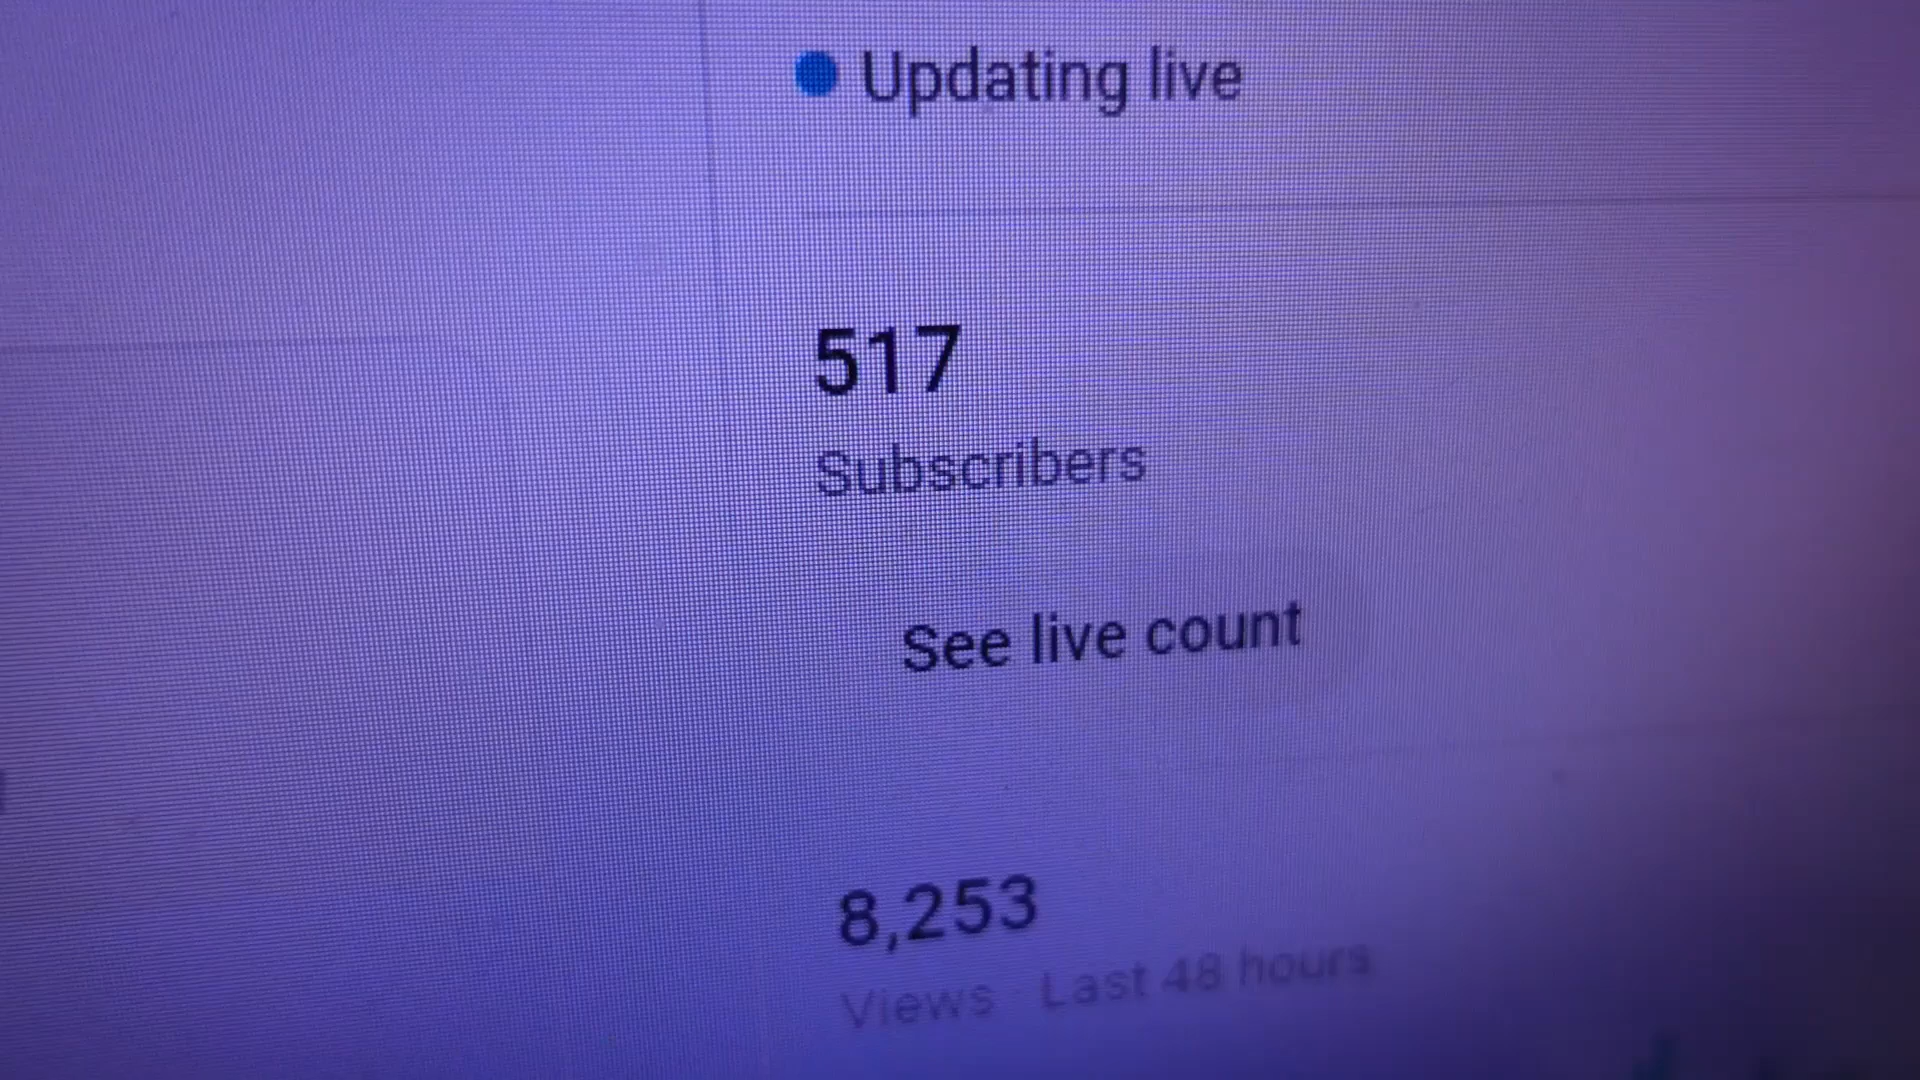 Updating live
517
Subscribers
See live count
8,253
Views · Last 48 hours